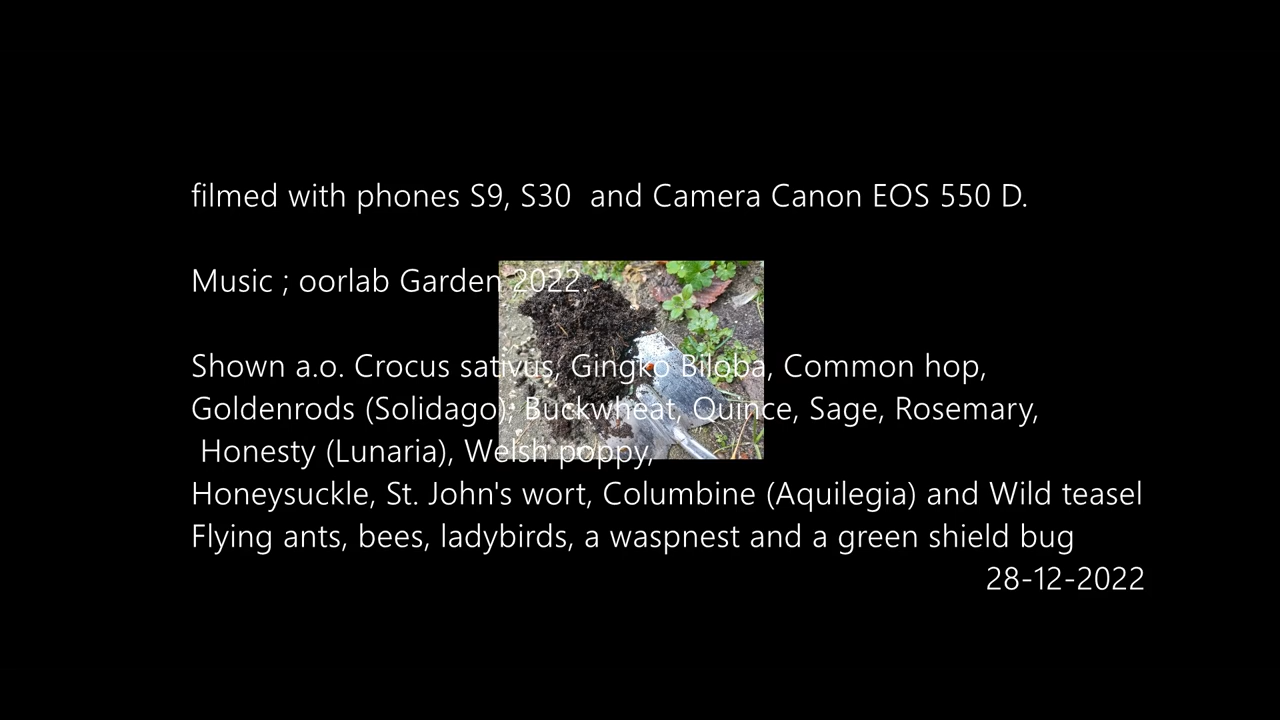 filmed with phones S9, S30 and Camera Canon EOS 550 D.
Music ; oorlab Garden 2022.
Shown a.o. Crocus sativus, Gingko Biloba, Common hop,
Goldenrods (Solidago), Buckwheat, Quince, Sage, Rosemary,
Honesty (Lunaria), Welsh poppy,
Honeysuckle, St. John's wort, Columbine (Aquilegia) and Wild teasel
Flying ants, bees, ladybirds, a waspnest and a green shield bug
28-12-2022